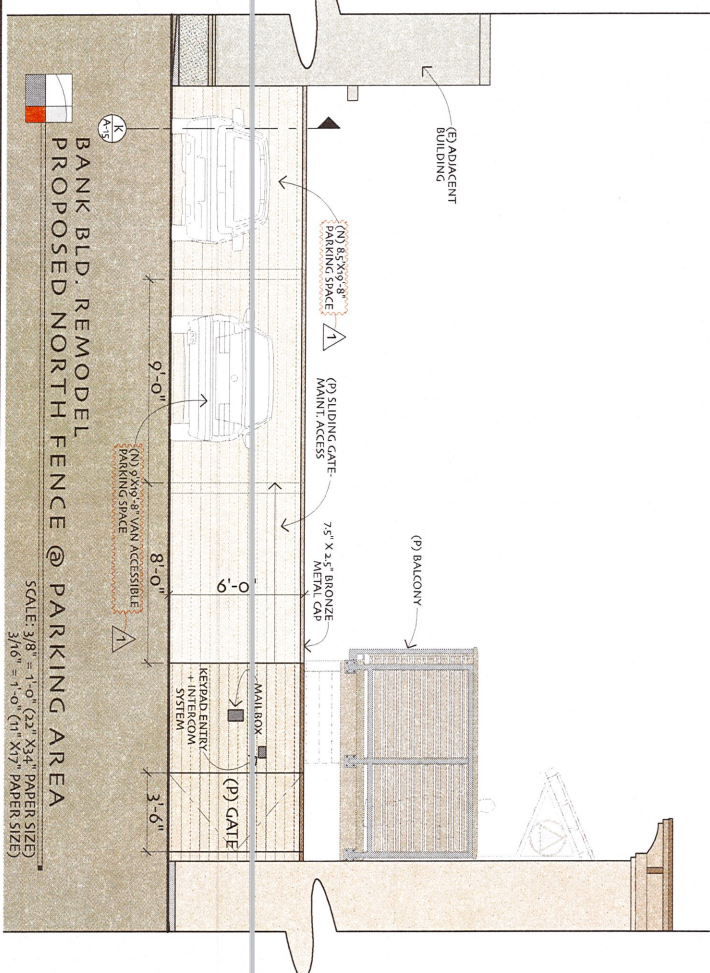 (E) ADJACENT
BUILDING
(N) 8.5'X19'-8"
PARKING SPACE
1
(P) SLIDING GATE-
MAINT. ACCESS
7.5" X 2.5" BRONZE
METAL CAP
(P) BALCONY
K
A-15
9'-0"
8'-0"
6'-0"
3'-6"
(N) 9'X19'-8" VAN ACCESSIBLE
PARKING SPACE
1
MAILBOX
KEYPAD ENTRY
+ INTERCOM
SYSTEM
(P) GATE
BANK BLD. REMODEL
PROPOSED NORTH FENCE @ PARKING AREA
SCALE: 3/8" = 1'-0" (22" X34" PAPER SIZE)
3/16" = 1'-0" (11" X17" PAPER SIZE)